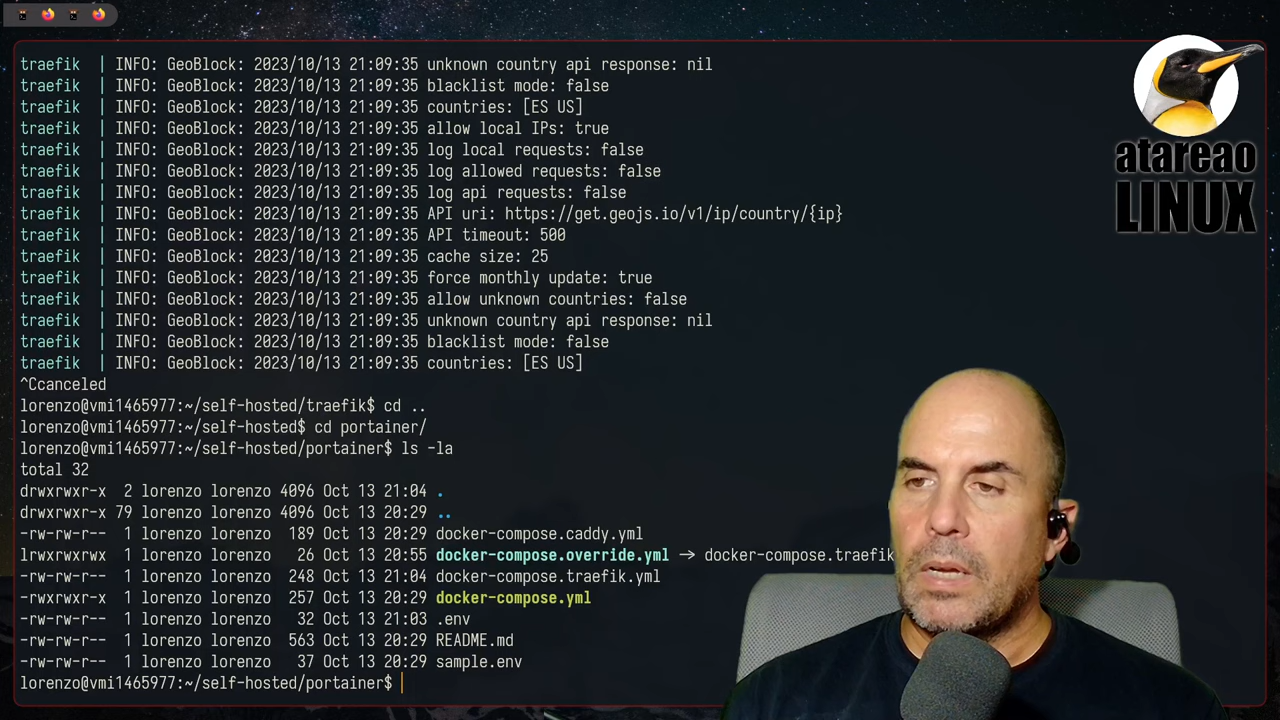 traefik  | INFO: GeoBlock: 2023/10/13 21:09:35 unknown country api response: nil
traefik  | INFO: GeoBlock: 2023/10/13 21:09:35 blacklist mode: false
traefik  | INFO: GeoBlock: 2023/10/13 21:09:35 countries: [ES US]
traefik  | INFO: GeoBlock: 2023/10/13 21:09:35 allow local IPs: true
traefik  | INFO: GeoBlock: 2023/10/13 21:09:35 log local requests: false
traefik  | INFO: GeoBlock: 2023/10/13 21:09:35 log allowed requests: false
traefik  | INFO: GeoBlock: 2023/10/13 21:09:35 log api requests: false
traefik  | INFO: GeoBlock: 2023/10/13 21:09:35 API uri: https://get.geojs.io/v1/ip/country/{ip}
traefik  | INFO: GeoBlock: 2023/10/13 21:09:35 API timeout: 500
traefik  | INFO: GeoBlock: 2023/10/13 21:09:35 cache size: 25
traefik  | INFO: GeoBlock: 2023/10/13 21:09:35 force monthly update: true
traefik  | INFO: GeoBlock: 2023/10/13 21:09:35 allow unknown countries: false
traefik  | INFO: GeoBlock: 2023/10/13 21:09:35 unknown country api response: nil
traefik  | INFO: GeoBlock: 2023/10/13 21:09:35 blacklist mode: false
traefik  | INFO: GeoBlock: 2023/10/13 21:09:35 countries: [ES US]
^Ccanceled
lorenzo@vmi1465977:~/self-hosted/traefik$ cd ..
lorenzo@vmi1465977:~/self-hosted$ cd portainer/
lorenzo@vmi1465977:~/self-hosted/portainer$ ls -la
total 32
drwxrwxr-x  2 lorenzo lorenzo 4096 Oct 13 21:04 .
drwxrwxr-x 79 lorenzo lorenzo 4096 Oct 13 20:29 ..
-rw-rw-r--  1 lorenzo lorenzo  189 Oct 13 20:29 docker-compose.caddy.yml
lrwxrwxrwx  1 lorenzo lorenzo   26 Oct 13 20:55 docker-compose.override.yml -> docker-compose.traefik
-rw-rw-r--  1 lorenzo lorenzo  248 Oct 13 21:04 docker-compose.traefik.yml
-rwxrwxr-x  1 lorenzo lorenzo  257 Oct 13 20:29 docker-compose.yml
-rw-rw-r--  1 lorenzo lorenzo   32 Oct 13 21:03 .env
-rw-rw-r--  1 lorenzo lorenzo  563 Oct 13 20:29 README.md
-rw-rw-r--  1 lorenzo lorenzo   37 Oct 13 20:29 sample.env
lorenzo@vmi1465977:~/self-hosted/portainer$
atareao
LINUX